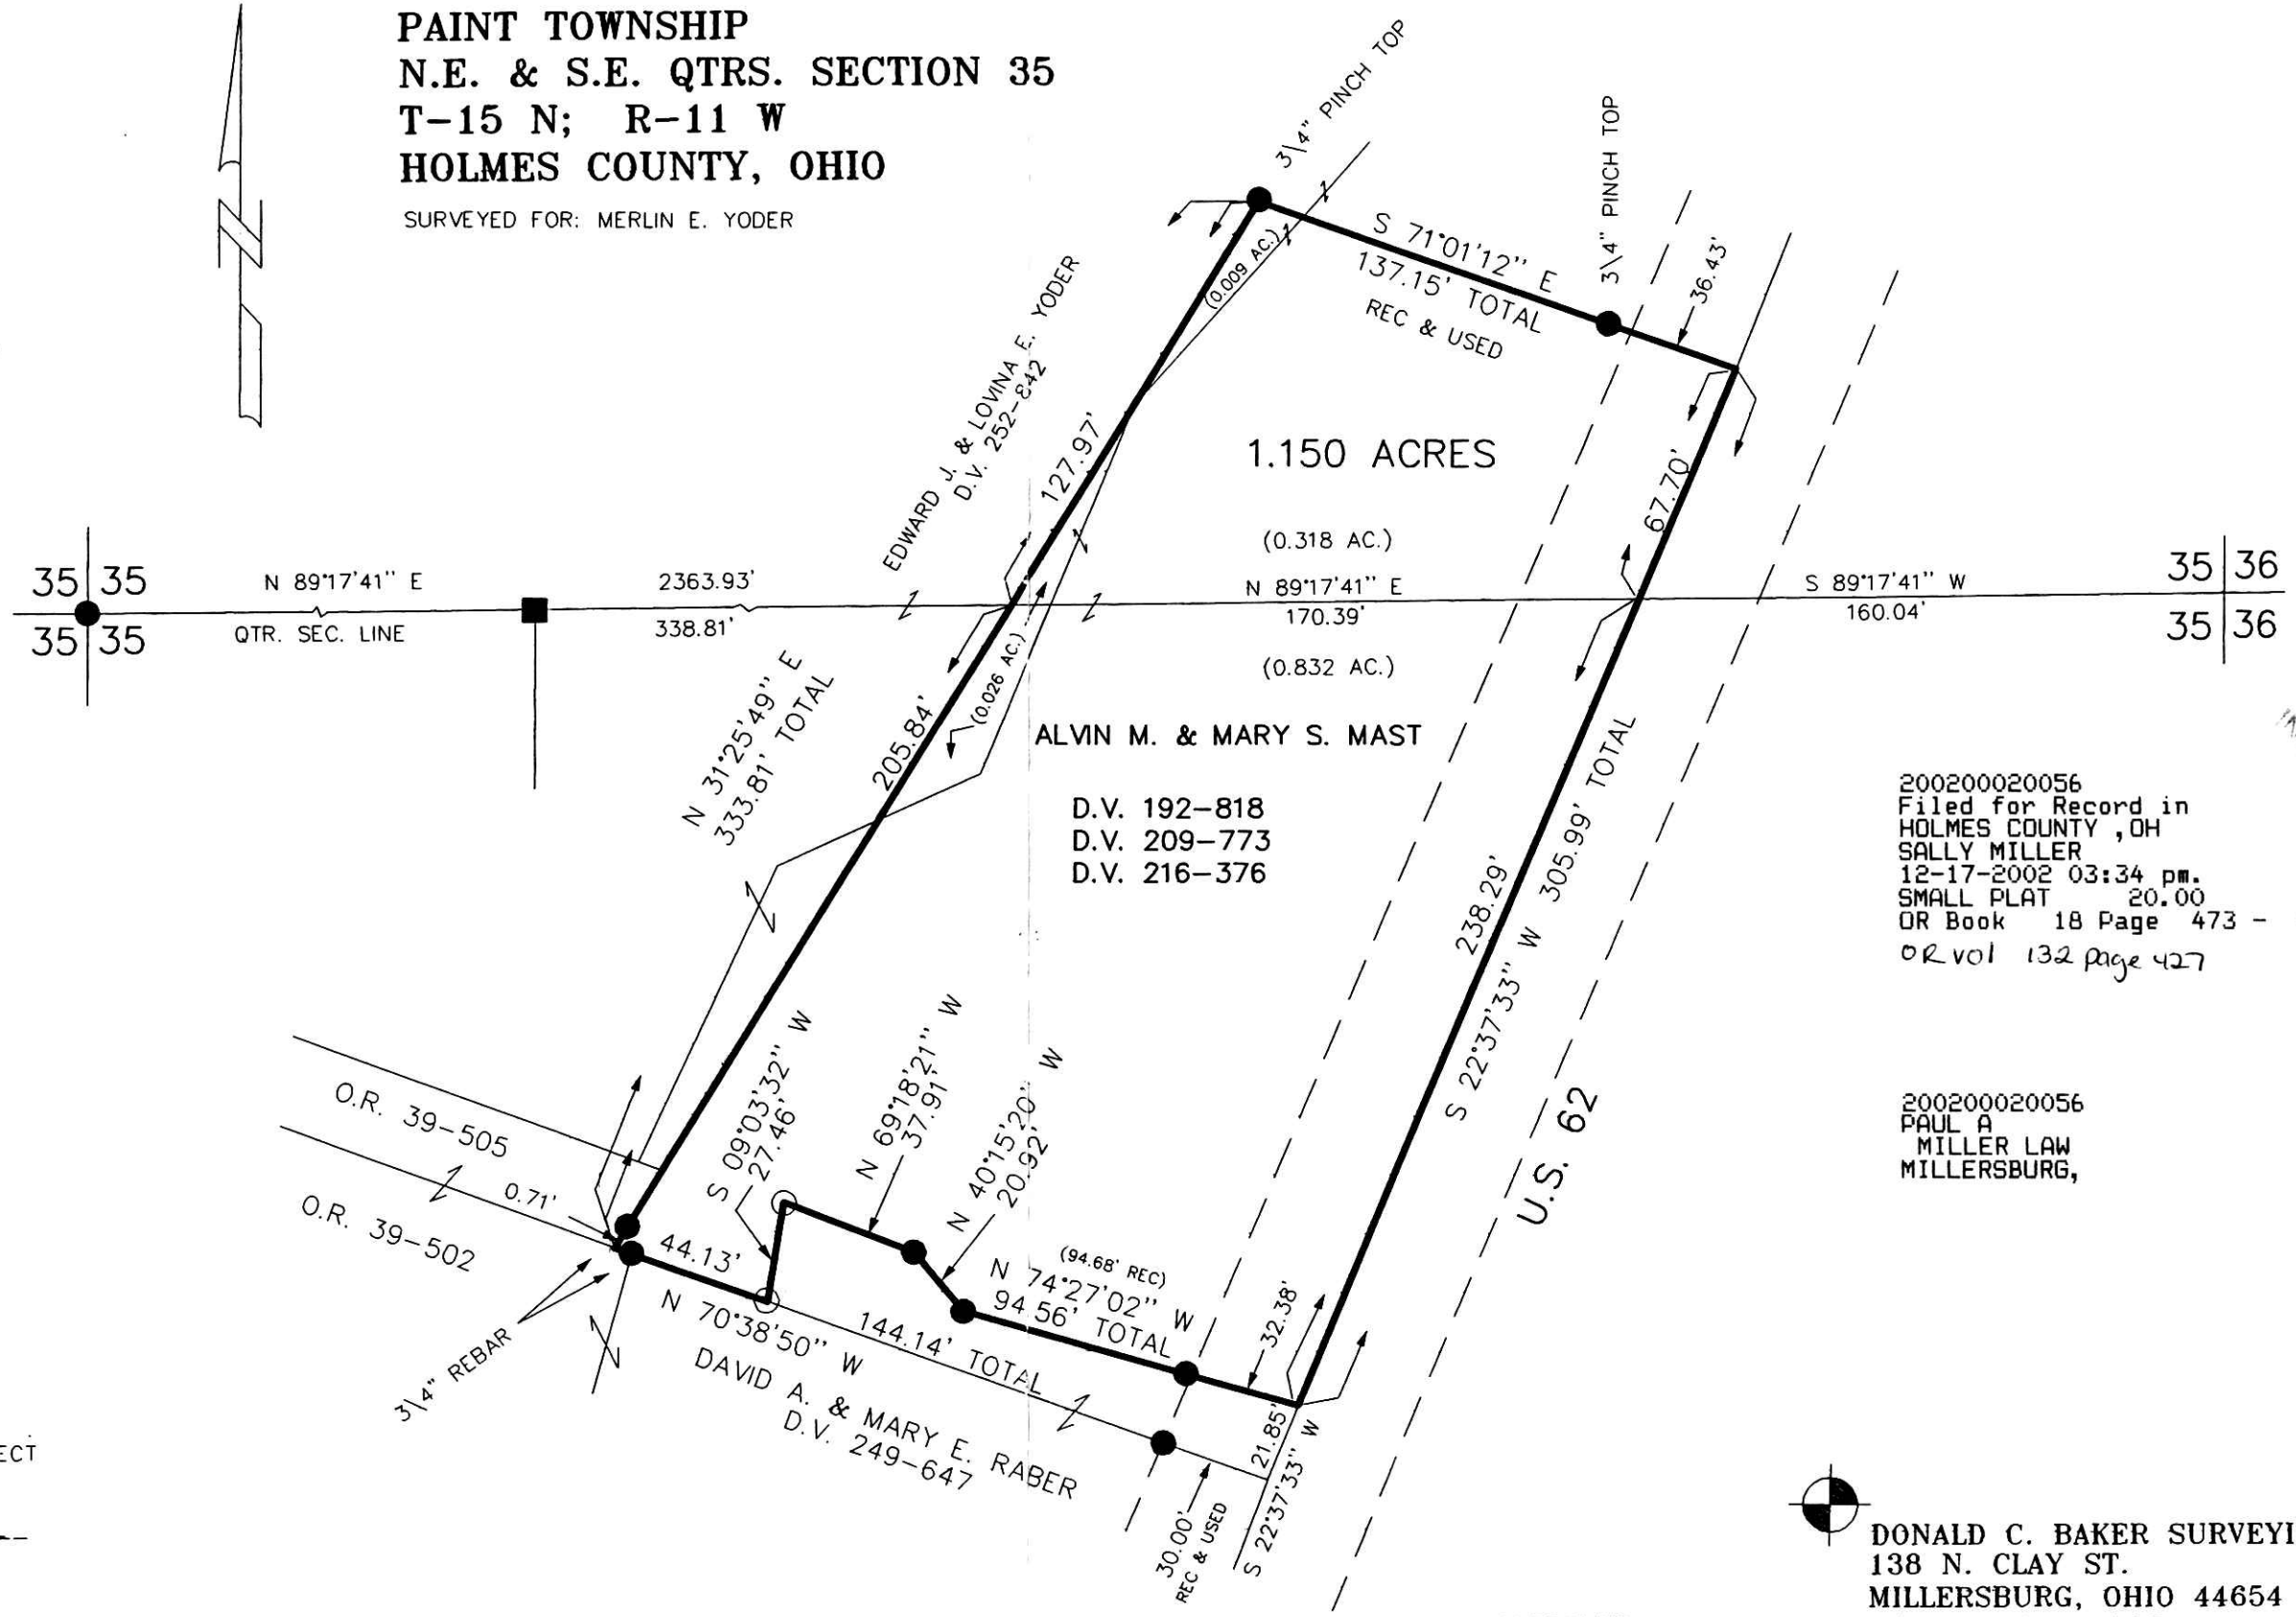 PAINT TOWNSHIP
N.E. & S.E. QTRS. SECTION 35
T-15 N; R-11 W
HOLMES COUNTY, OHIO
SURVEYED FOR: MERLIN E. YODER
N
3\4" PINCH TOP
3\4" PINCH TOP
S 71°01'12" E
137.15' TOTAL
REC & USED
36.43'
(0.009 AC.)
EDWARD J. & LOVINA E. YODER
D.V. 252-842
127.97'
1.150 ACRES
67.70'
(0.318 AC.)
35 35
35 35
N 89°17'41" E
QTR. SEC. LINE
2363.93'
338.81'
N 89°17'41" E
170.39'
S 89°17'41" W
160.04'
35 36
35 36
(0.832 AC.)
(0.026 AC.)
N 31°25'49" E
333.81' TOTAL
205.84'
ALVIN M. & MARY S. MAST
D.V. 192-818
D.V. 209-773
D.V. 216-376
238.29'
S 22°37'33" W 305.99' TOTAL
U.S. 62
200200020056
Filed for Record in
HOLMES COUNTY ,OH
SALLY MILLER
12-17-2002 03:34 pm.
SMALL PLAT 20.00
OR Book 18 Page 473 -
OR vol 132 page 427
200200020056
PAUL A
MILLER LAW
MILLERSBURG,
O.R. 39-505
O.R. 39-502
0.71'
44.13'
S 09°03'32" W
27.46'
N 69°18'21" W
37.91'
N 40°15'20" W
20.92'
(94.68' REC)
N 74°27'02" W
94.56' TOTAL
32.38'
3\4" REBAR
N 70°38'50" W
144.14' TOTAL
DAVID A. & MARY E. RABER
D.V. 249-647
21.85'
S 22°37'33" W
30.00'
REC & USED
ECT
DONALD C. BAKER SURVEYI
138 N. CLAY ST.
MILLERSBURG, OHIO 44654